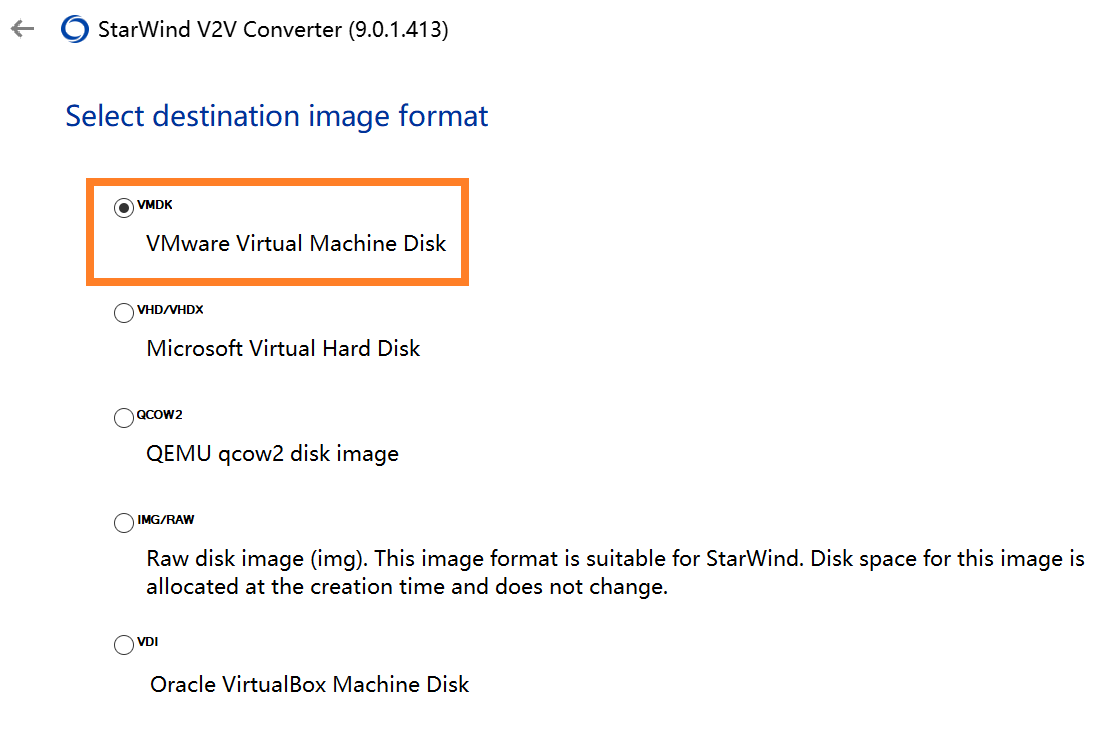 StarWind V2V Converter (9.0.1.413)
Select destination image format
VMDK
VMware Virtual Machine Disk
VHD/VHDX
Microsoft Virtual Hard Disk
QCOW2
QEMU qcow2 disk image
IMG/RAW
Raw disk image (img). This image format is suitable for StarWind. Disk space for this image is
allocated at the creation time and does not change.
VDI
Oracle VirtualBox Machine Disk